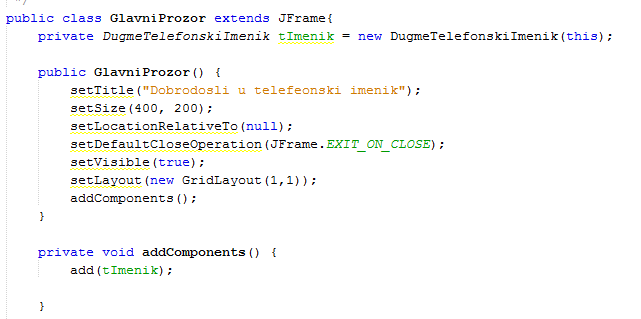 */
public class GlavniProzor extends JFrame{
    private DugmeTelefonskiImenik tImenik = new DugmeTelefonskiImenik(this);

    public GlavniProzor() {
        setTitle("Dobrodosli u telefeonski imenik");
        setSize(400, 200);
        setLocationRelativeTo(null);
        setDefaultCloseOperation(JFrame.EXIT_ON_CLOSE);
        setVisible(true);
        setLayout(new GridLayout(1,1));
        addComponents();
    }

    private void addComponents() {
        add(tImenik);

    }